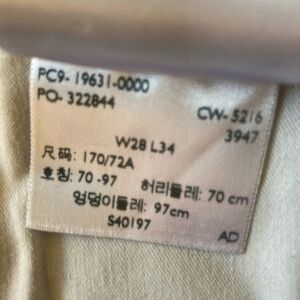 PC9- 19631-0000
PO- 322844
CW- 5216
3947
W28 L34
尺码: 170/72A
호칭: 70 -97 허리둘레: 70 cm
엉덩이둘레: 97cm
S40197
AD